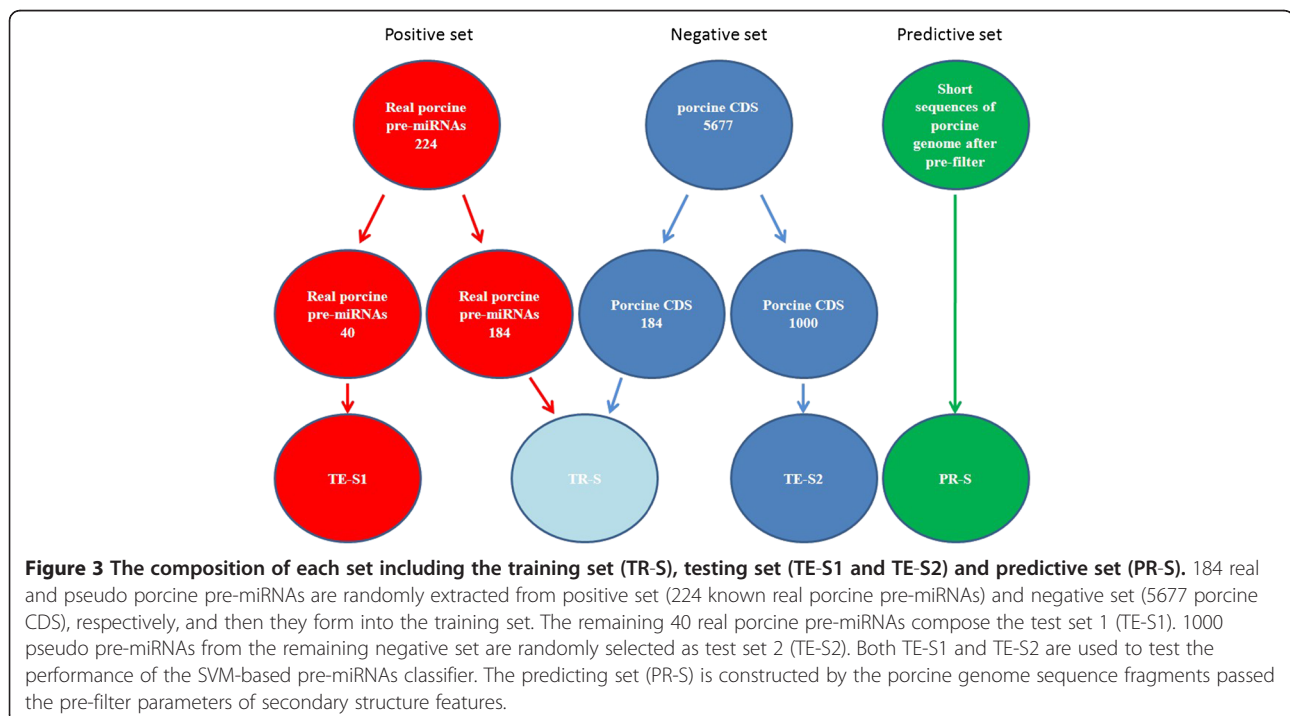 Positive set
Negative set
Predictive set
Real porcine
pre-miRNAs
224
porcine CDS
5677
Short
sequences of
porcine
genome after
pre-filter
Real porcine
pre-miRNAs
40
Real porcine
pre-miRNAs
184
Porcine CDS
184
Porcine CDS
1000
TE-S1
TR-S
TE-S2
PR-S
Figure 3 The composition of each set including the training set (TR-S), testing set (TE-S1 and TE-S2) and predictive set (PR-S). 184 real
and pseudo porcine pre-miRNAs are randomly extracted from positive set (224 known real porcine pre-miRNAs) and negative set (5677 porcine
CDS), respectively, and then they form into the training set. The remaining 40 real porcine pre-miRNAs compose the test set 1 (TE-S1). 1000
pseudo pre-miRNAs from the remaining negative set are randomly selected as test set 2 (TE-S2). Both TE-S1 and TE-S2 are used to test the
performance of the SVM-based pre-miRNAs classifier. The predicting set (PR-S) is constructed by the porcine genome sequence fragments passed
the pre-filter parameters of secondary structure features.